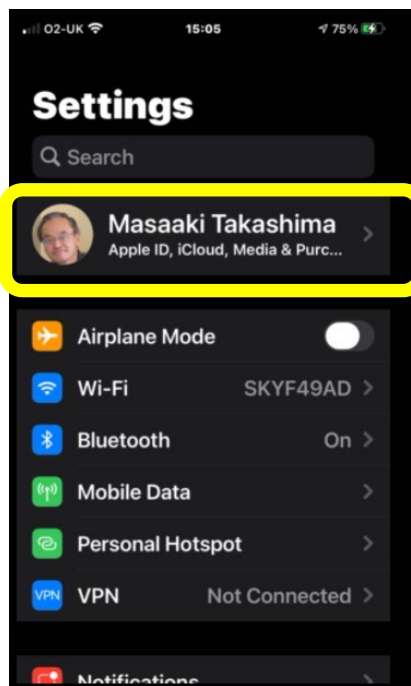 O2-UK 15:05 75%
Settings
Search
Masaaki Takashima
Apple ID, iCloud, Media & Purc...
Airplane Mode
Wi-Fi SKYF49AD
Bluetooth On
Mobile Data
Personal Hotspot
VPN VPN Not Connected
Notifications